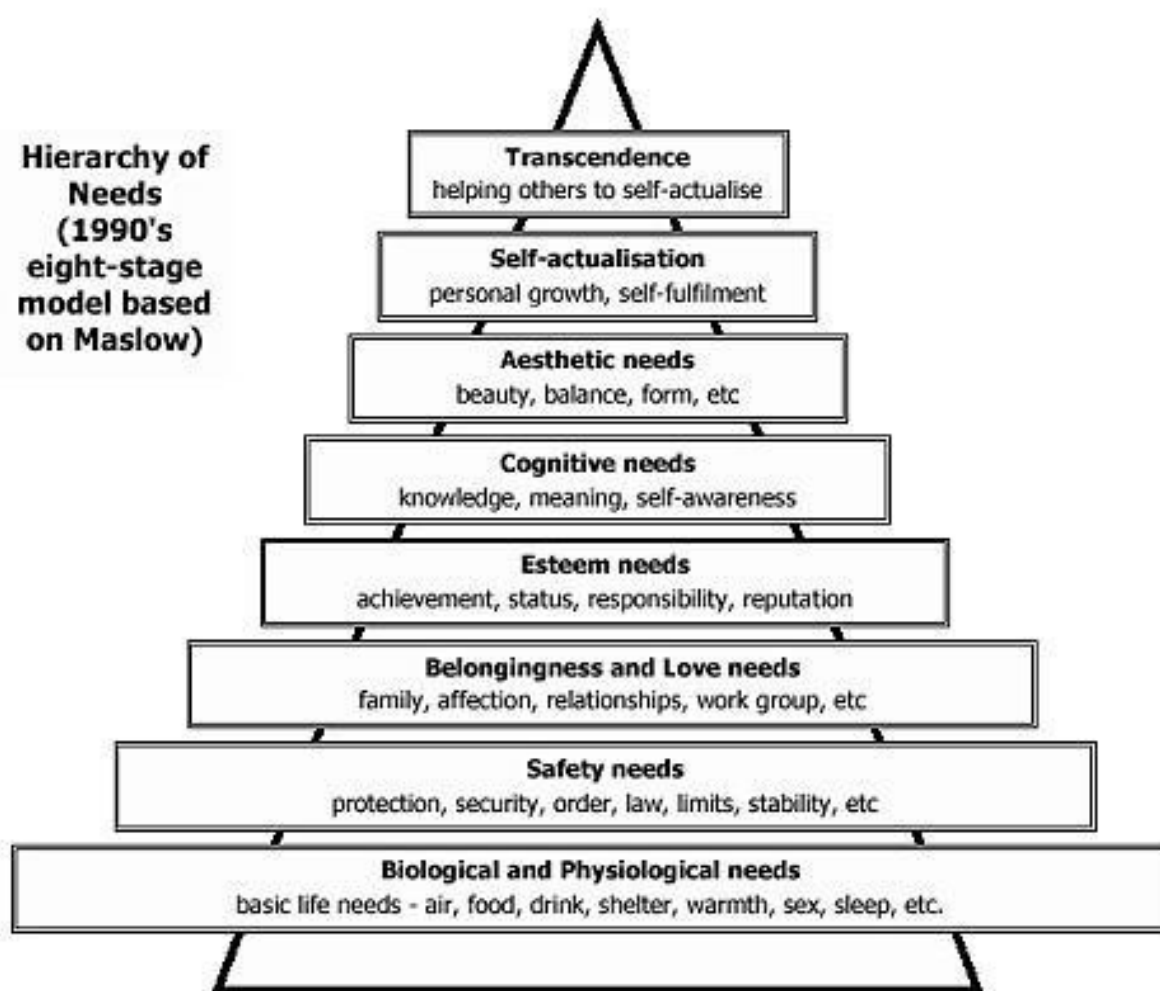 Hierarchy of
Needs
(1990's
eight-stage
model based
on Maslow)
Transcendence
helping others to self-actualise
Self-actualisation
personal growth, self-fulfilment
Aesthetic needs
beauty, balance, form, etc
Cognitive needs
knowledge, meaning, self-awareness
Esteem needs
achievement, status, responsibility, reputation
Belongingness and Love needs
family, affection, relationships, work group, etc
Safety needs
protection, security, order, law, limits, stability, etc
Biological and Physiological needs
basic life needs - air, food, drink, shelter, warmth, sex, sleep, etc.